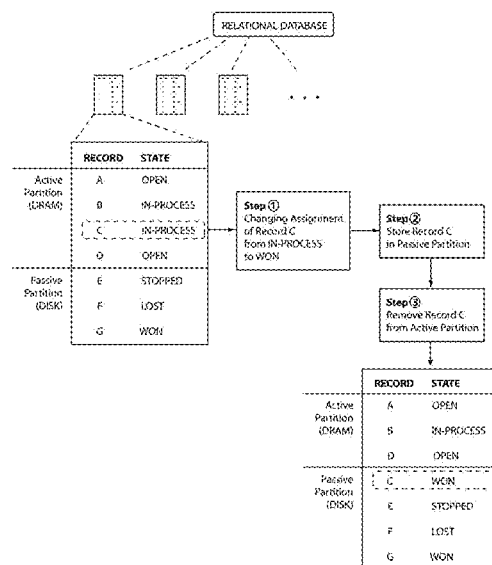 RELATIONAL DATABASE
. . .
RECORD STATE
Active
Partition
(DRAM)
A OPEN
B IN-PROCESS
C IN-PROCESS
D OPEN
Passive
Partition
(DISK)
E STOPPED
F LOST
G WON
Step ①
Changing Assignment
of Record C
from IN-PROCESS
to WON
Step ②
Store Record C
in Passive Partition
Step ③
Remove Record C
from Active Partition
RECORD STATE
Active
Partition
(DRAM)
A OPEN
B IN-PROCESS
D OPEN
Passive
Partition
(DISK)
C WON
E STOPPED
F LOST
G WON